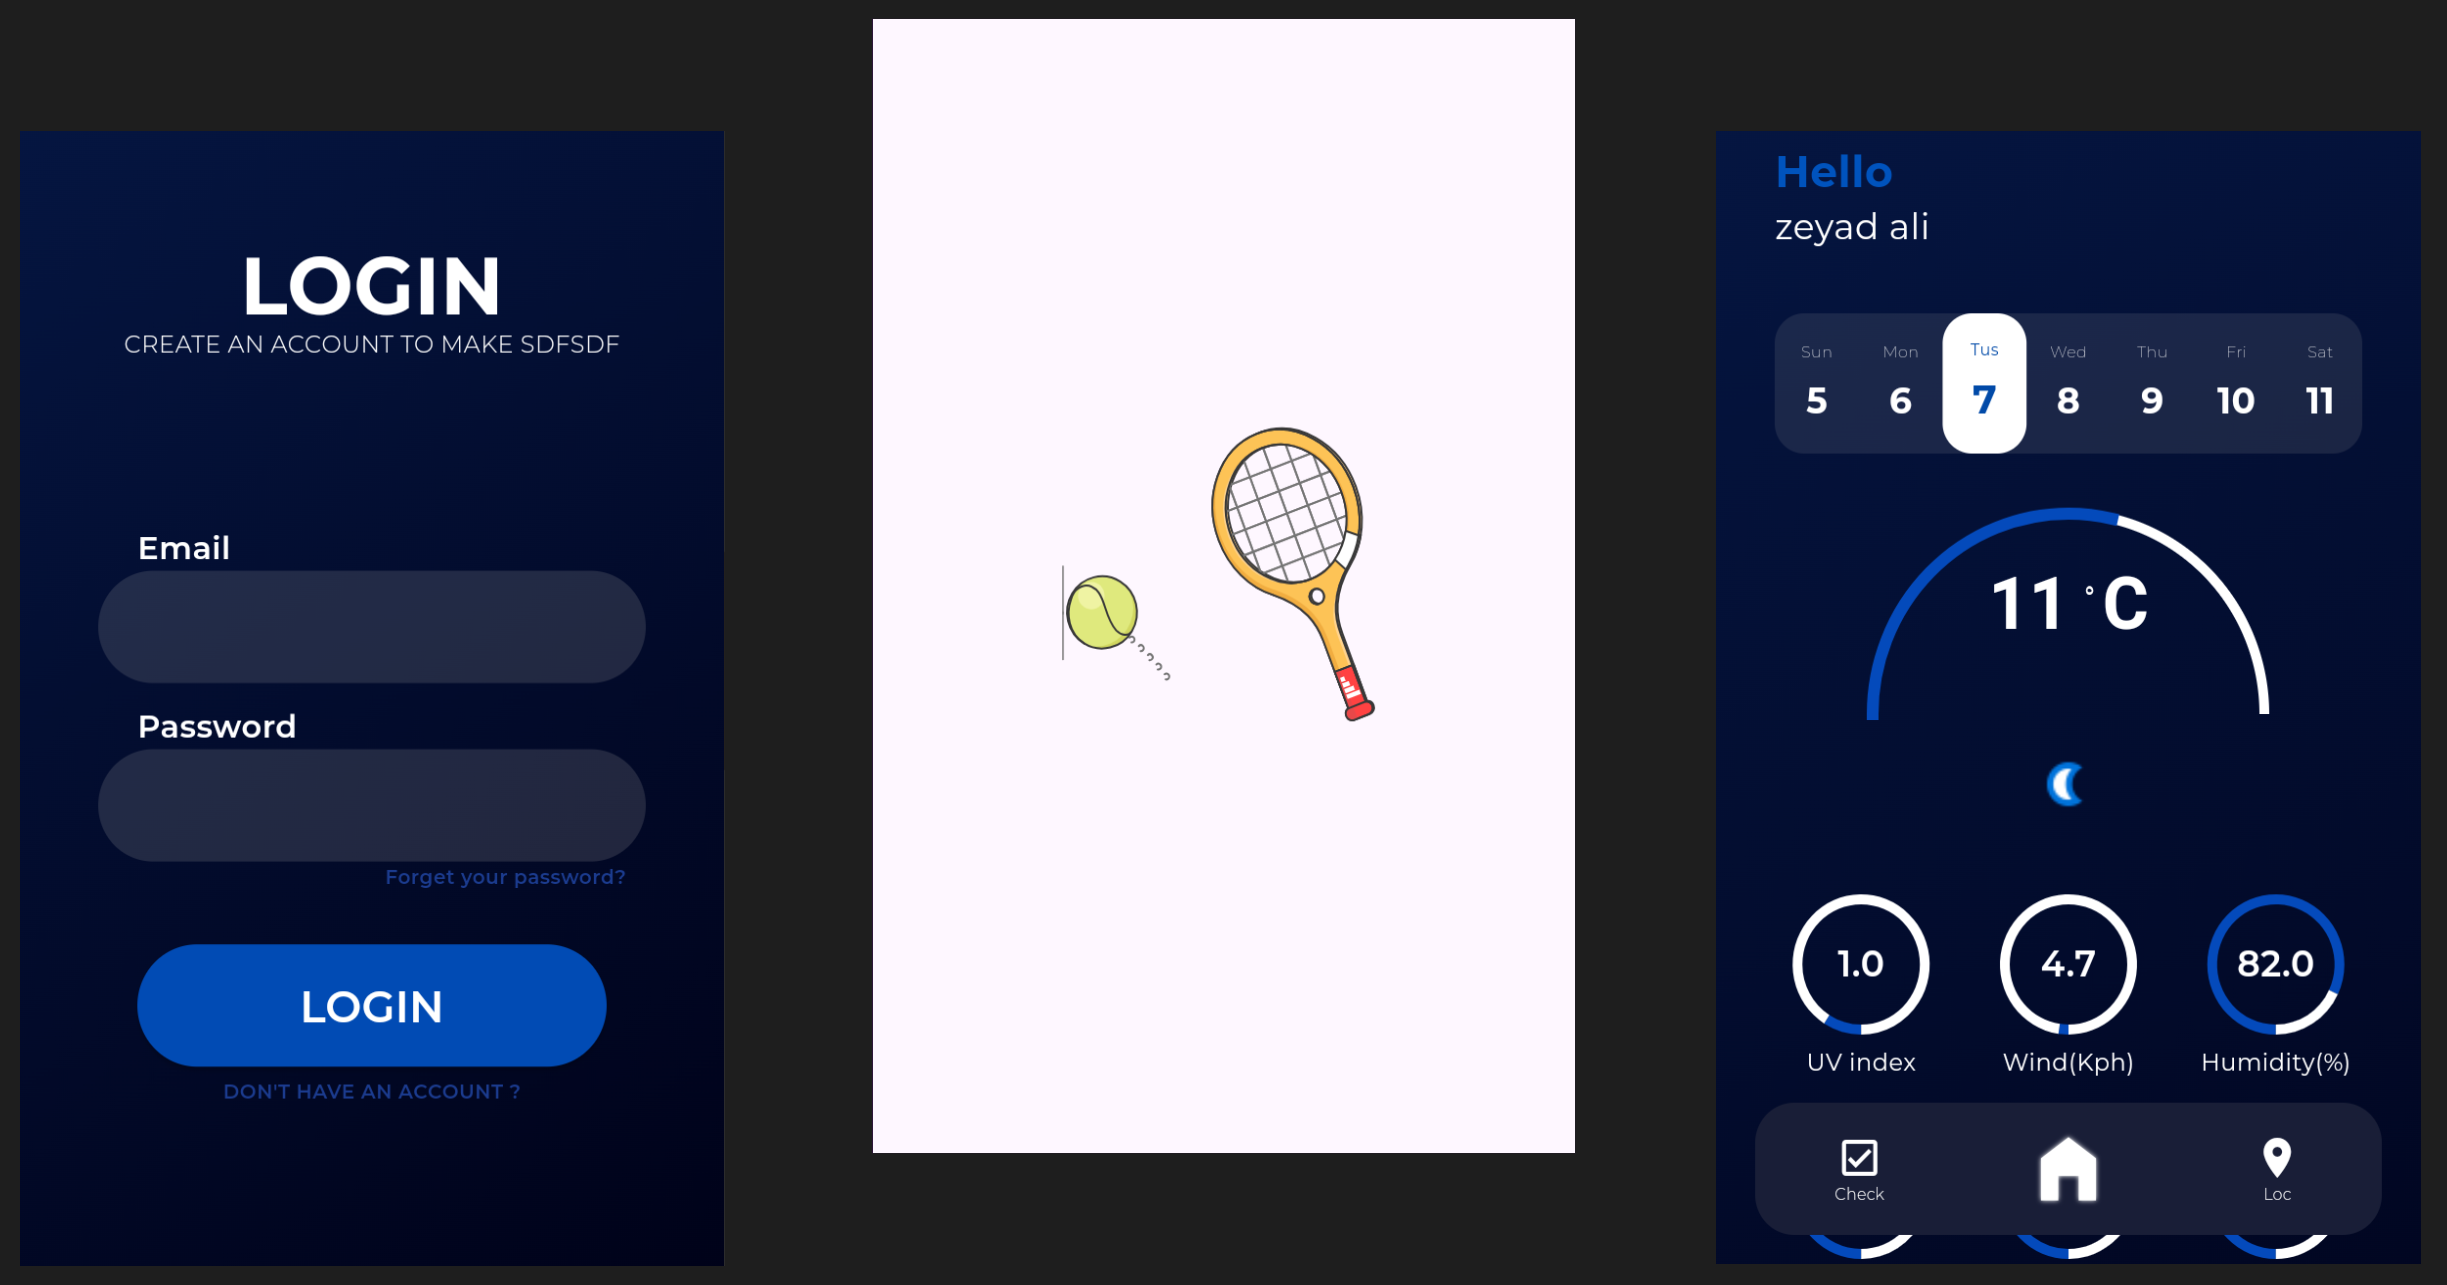 LOGIN
CREATE AN ACCOUNT TO MAKE SDFSDF
Email
Password
Forget your password?
LOGIN
DON'T HAVE AN ACCOUNT ?
Hello
zeyad ali
Sun Mon Tus Wed Thu Fri Sat
5 6 7 8 9 10 11
11 °C
1.0 4.7 82.0
UV index Wind(Kph) Humidity(%)
Check Loc